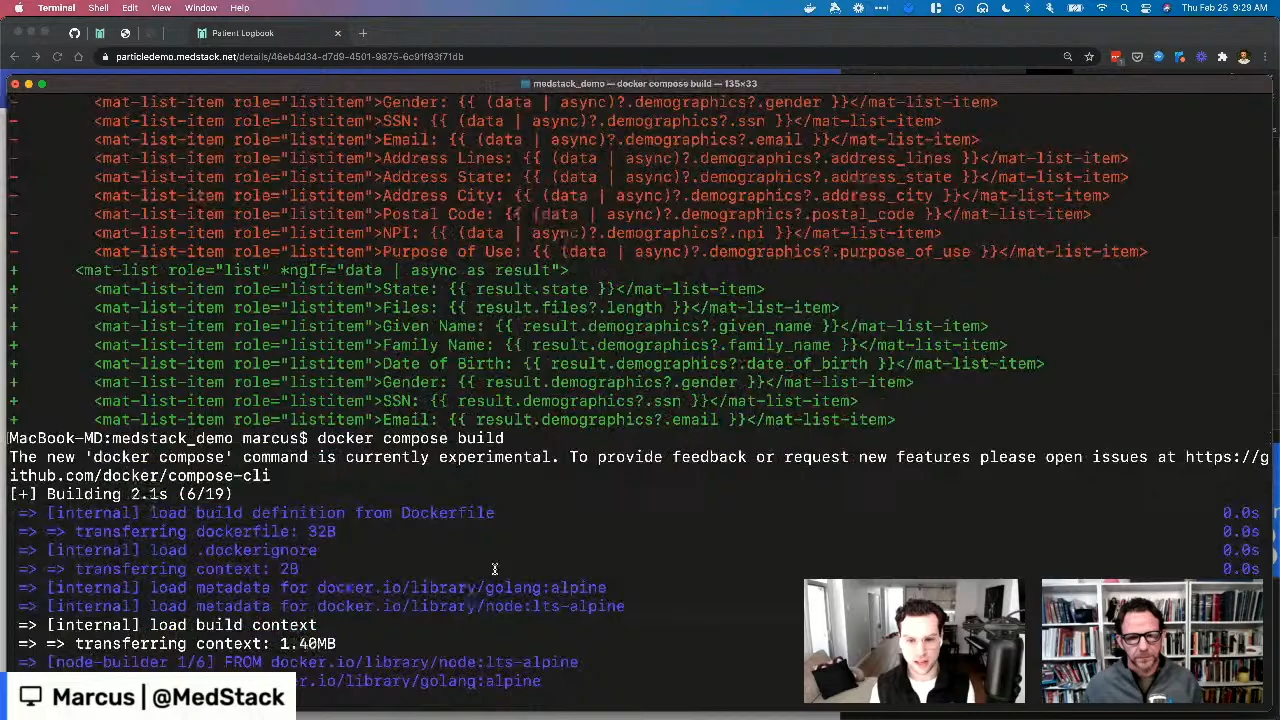 Terminal Shell Edit View Window Help Thu Feb 25 9:29 AM
Patient Logbook
particledemo.medstack.net/details/46eb4d34-d7d9-4501-9875-6c91f93f71db
medstack_demo — docker compose build — 135×33
- <mat-list-item role="listitem">Gender: {{ (data | async)?.demographics?.gender }}</mat-list-item>
- <mat-list-item role="listitem">SSN: {{ (data | async)?.demographics?.ssn }}</mat-list-item>
- <mat-list-item role="listitem">Email: {{ (data | async)?.demographics?.email }}</mat-list-item>
- <mat-list-item role="listitem">Address Lines: {{ (data | async)?.demographics?.address_lines }}</mat-list-item>
- <mat-list-item role="listitem">Address State: {{ (data | async)?.demographics?.address_state }}</mat-list-item>
- <mat-list-item role="listitem">Address City: {{ (data | async)?.demographics?.address_city }}</mat-list-item>
- <mat-list-item role="listitem">Postal Code: {{ (data | async)?.demographics?.postal_code }}</mat-list-item>
- <mat-list-item role="listitem">NPI: {{ (data | async)?.demographics?.npi }}</mat-list-item>
- <mat-list-item role="listitem">Purpose of Use: {{ (data | async)?.demographics?.purpose_of_use }}</mat-list-item>
+ <mat-list role="list" *ngIf="data | async as result">
+ <mat-list-item role="listitem">State: {{ result.state }}</mat-list-item>
+ <mat-list-item role="listitem">Files: {{ result.files?.length }}</mat-list-item>
+ <mat-list-item role="listitem">Given Name: {{ result.demographics?.given_name }}</mat-list-item>
+ <mat-list-item role="listitem">Family Name: {{ result.demographics?.family_name }}</mat-list-item>
+ <mat-list-item role="listitem">Date of Birth: {{ result.demographics?.date_of_birth }}</mat-list-item>
+ <mat-list-item role="listitem">Gender: {{ result.demographics?.gender }}</mat-list-item>
+ <mat-list-item role="listitem">SSN: {{ result.demographics?.ssn }}</mat-list-item>
+ <mat-list-item role="listitem">Email: {{ result.demographics?.email }}</mat-list-item>
MacBook-MD:medstack_demo marcus$ docker compose build
The new 'docker compose' command is currently experimental. To provide feedback or request new features please open issues at https://g
ithub.com/docker/compose-cli
[+] Building 2.1s (6/19)
=> [internal] load build definition from Dockerfile 0.0s
=> => transferring dockerfile: 32B 0.0s
=> [internal] load .dockerignore 0.0s
=> => transferring context: 2B 0.0s
=> [internal] load metadata for docker.io/library/golang:alpine
=> [internal] load metadata for docker.io/library/node:lts-alpine
=> [internal] load build context
=> => transferring context: 1.40MB
=> [node-builder 1/6] FROM docker.io/library/node:lts-alpine
er.io/library/golang:alpine
Marcus | @MedStack